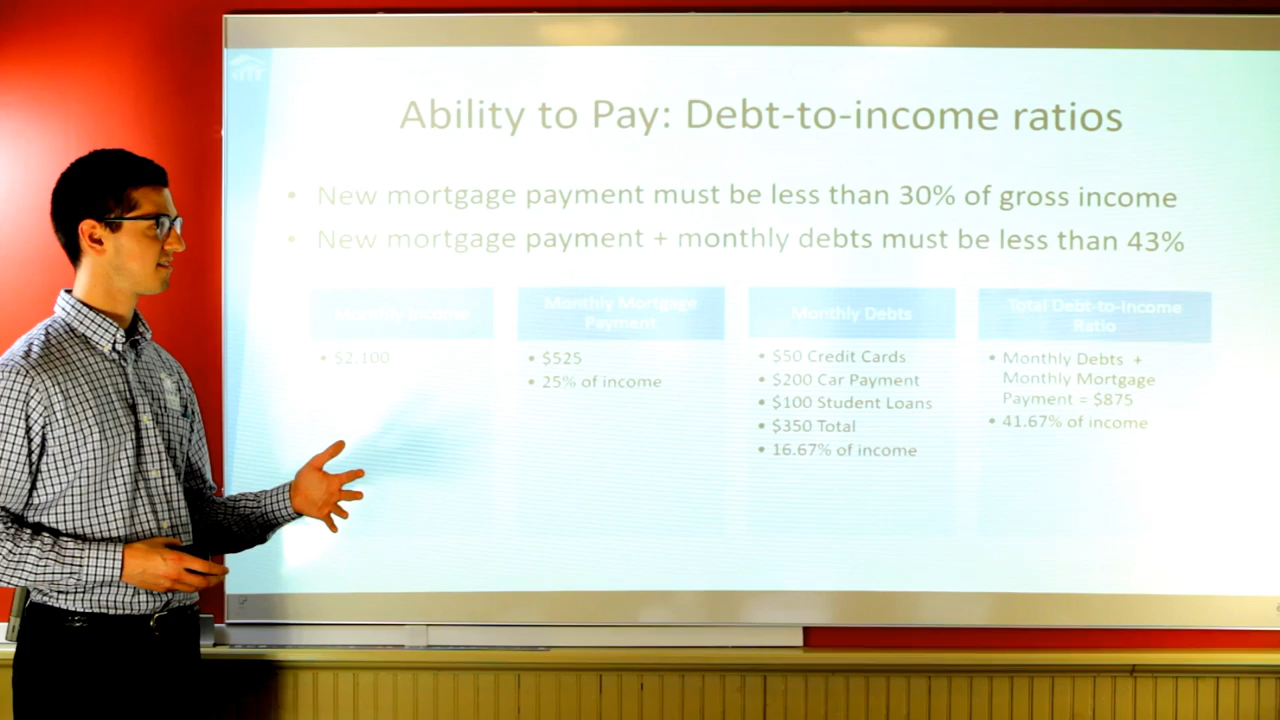 Ability to Pay: Debt-to-income ratios
• New mortgage payment must be less than 30% of gross income
• New mortgage payment + monthly debts must be less than 43%
Monthly Income
• $2,100
Monthly Mortgage
Payment
• $525
• 25% of income
Monthly Debts
• $50 Credit Cards
• $200 Car Payment
• $100 Student Loans
• $350 Total
• 16.67% of income
Total Debt-to-Income
Ratio
• Monthly Debts +
Monthly Mortgage
Payment = $875
• 41.67% of income